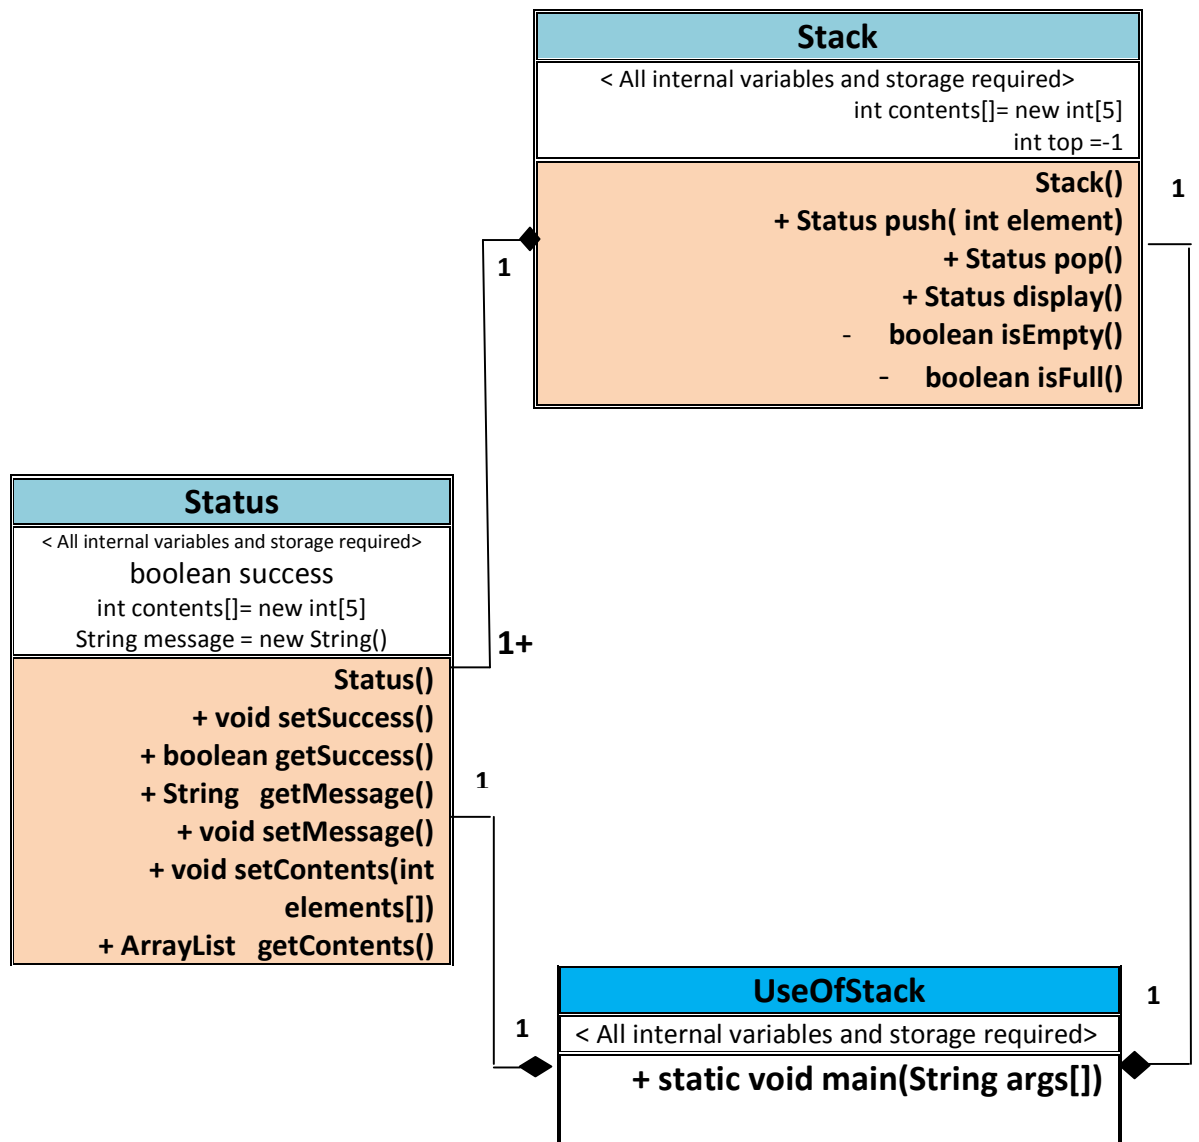 Stack
< All internal variables and storage required>
int contents[]= new int[5]
int top =-1
Stack()
+ Status push( int element)
+ Status pop()
+ Status display()
- boolean isEmpty()
- boolean isFull()
1
1
Status
< All internal variables and storage required>
boolean success
int contents[]= new int[5]
String message = new String()
Status()
+ void setSuccess()
+ boolean getSuccess()
+ String getMessage()
+ void setMessage()
+ void setContents(int
elements[])
+ ArrayList getContents()
1+
1
UseOfStack
< All internal variables and storage required>
+ static void main(String args[])
1
1